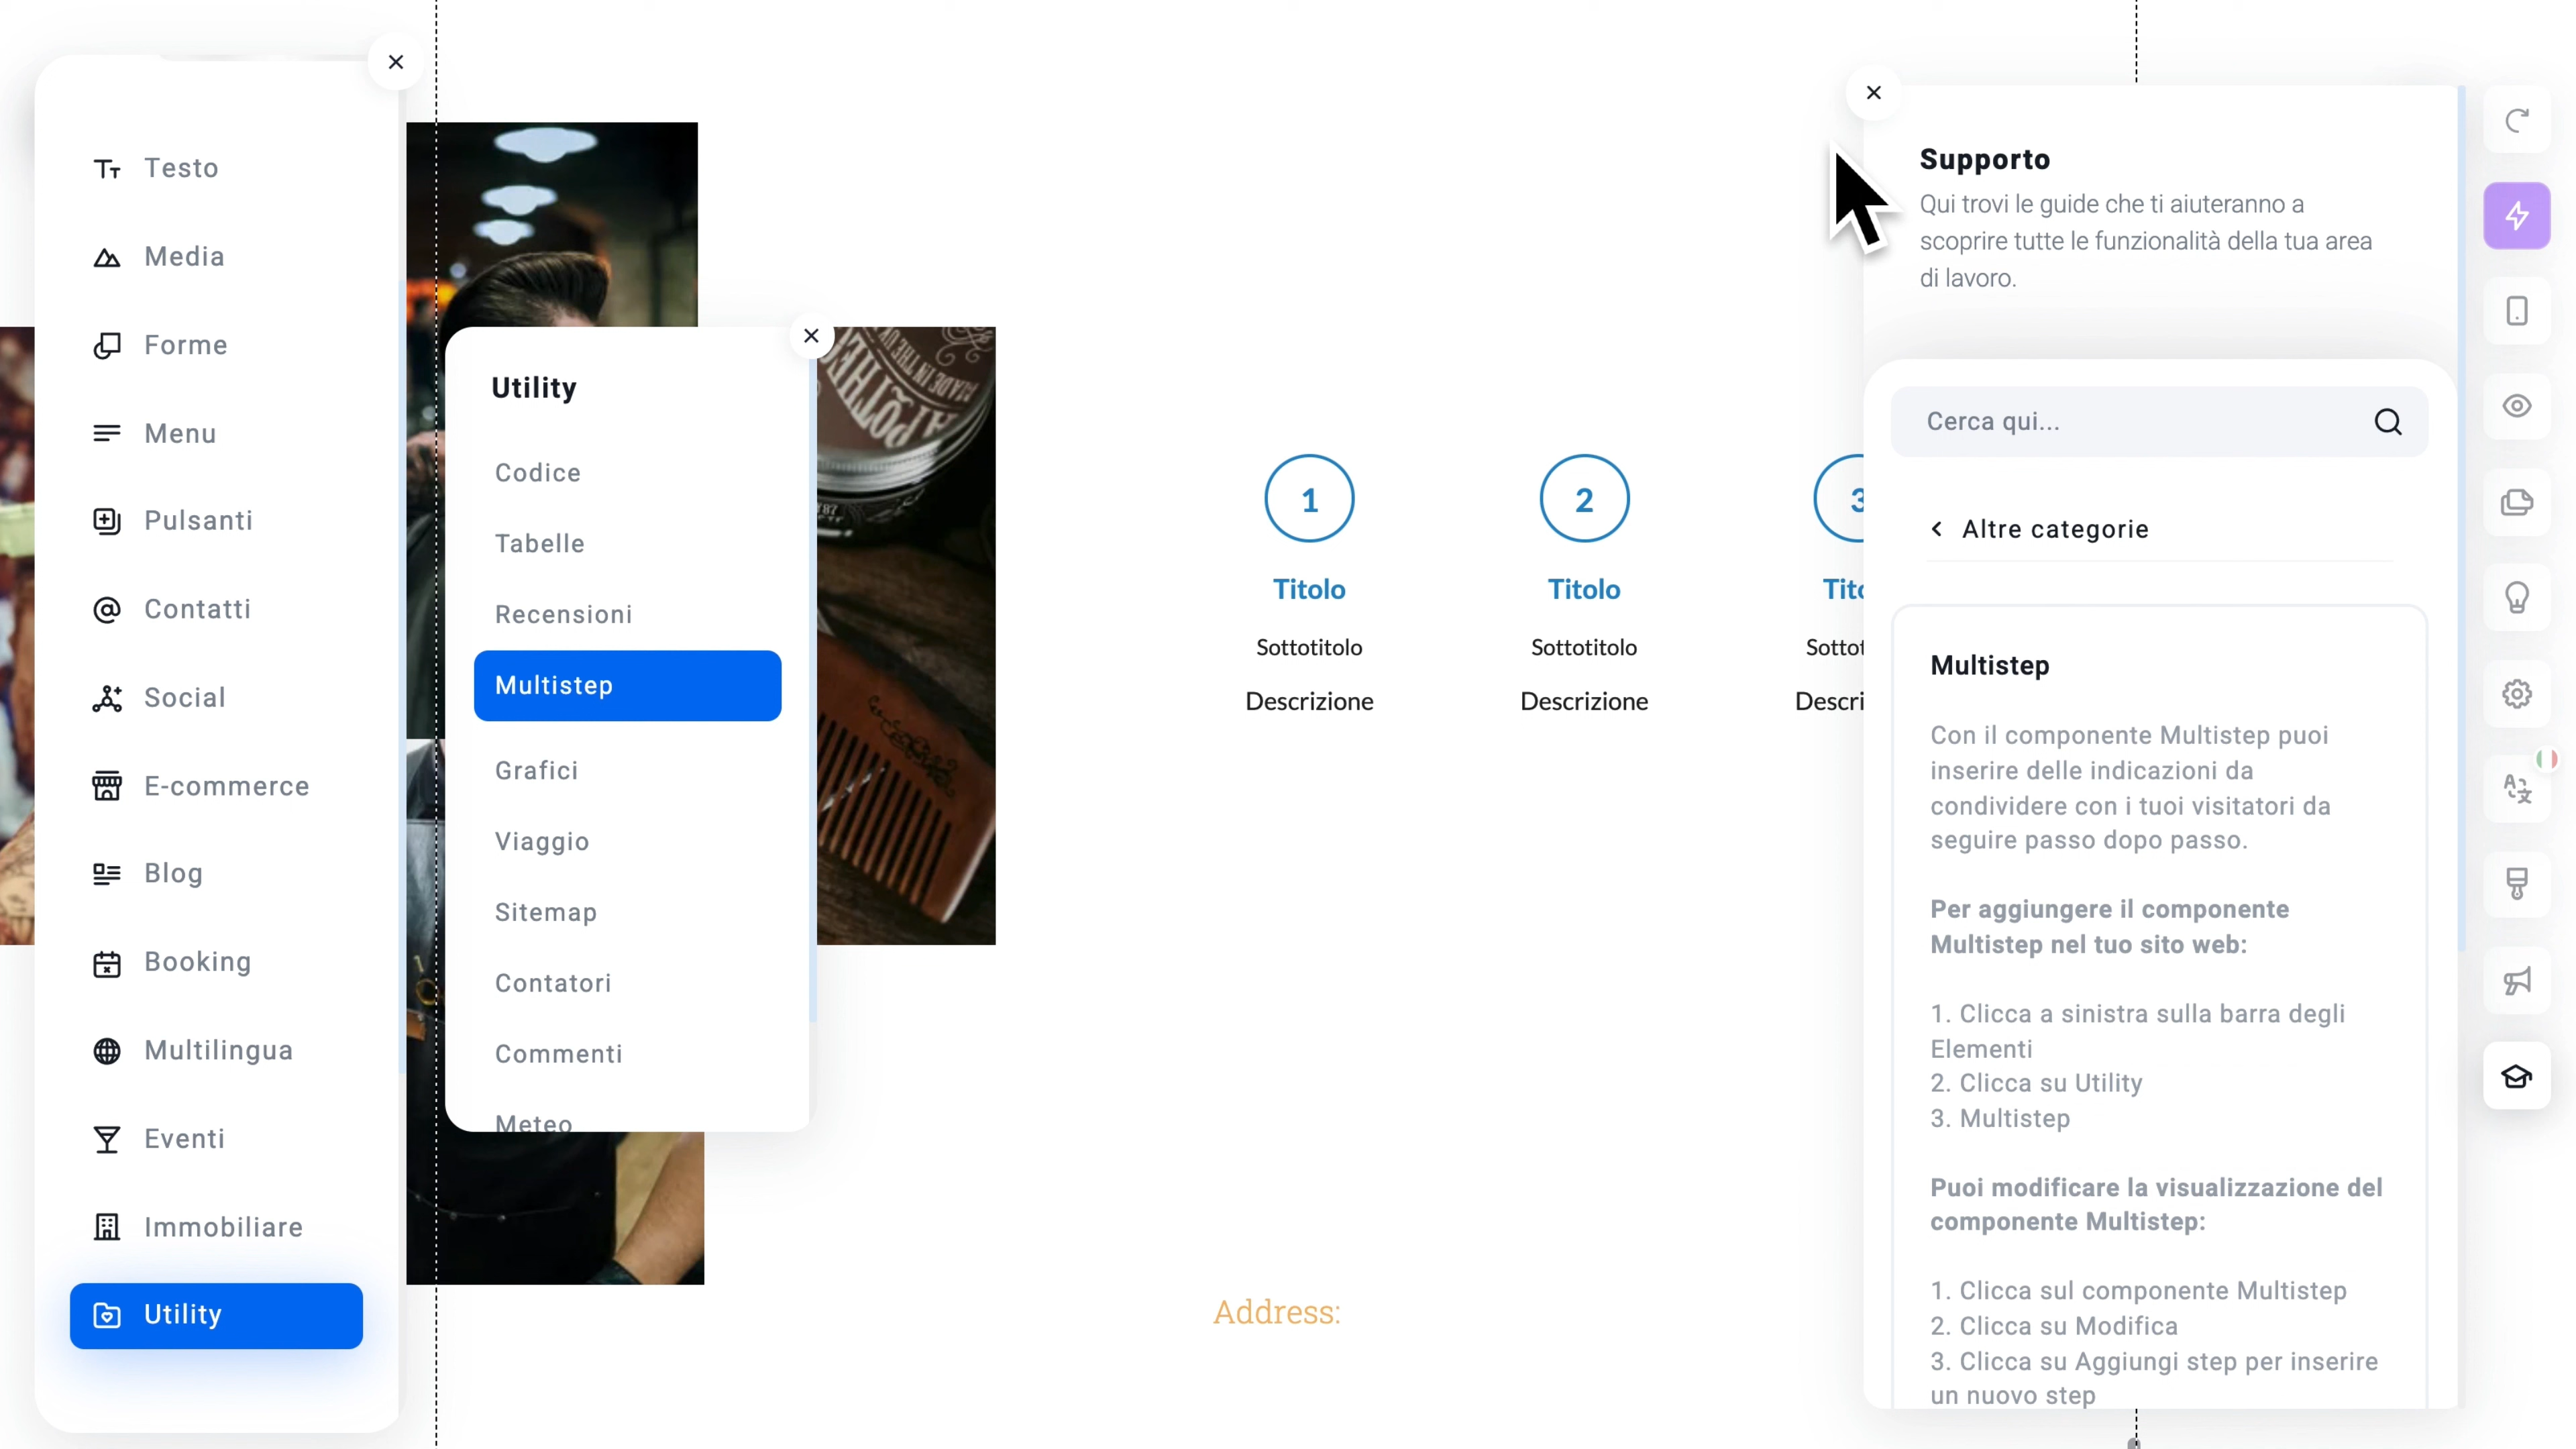 Testo
Media
Forme
Menu
Pulsanti
Contatti
Social
E-commerce
Blog
Booking
Multilingua
Eventi
Immobiliare
Utility
Utility
Codice
Tabelle
Recensioni
Multistep
Grafici
Viaggio
Sitemap
Contatori
Commenti
Meteo
MADE IN THE
1
Titolo
Sottotitolo
Descrizione
2
Titolo
Sottotitolo
Descrizione
3
Address:
Supporto
Qui trovi le guide che ti aiuteranno a
scoprire tutte le funzionalità della tua area
di lavoro.
Cerca qui...
Altre categorie
Multistep
Con il componente Multistep puoi
inserire delle indicazioni da
condividere con i tuoi visitatori da
seguire passo dopo passo.
Per aggiungere il componente
Multistep nel tuo sito web:
1. Clicca a sinistra sulla barra degli
Elementi
2. Clicca su Utility
3. Multistep
Puoi modificare la visualizzazione del
componente Multistep:
1. Clicca sul componente Multistep
2. Clicca su Modifica
3. Clicca su Aggiungi step per inserire
un nuovo step